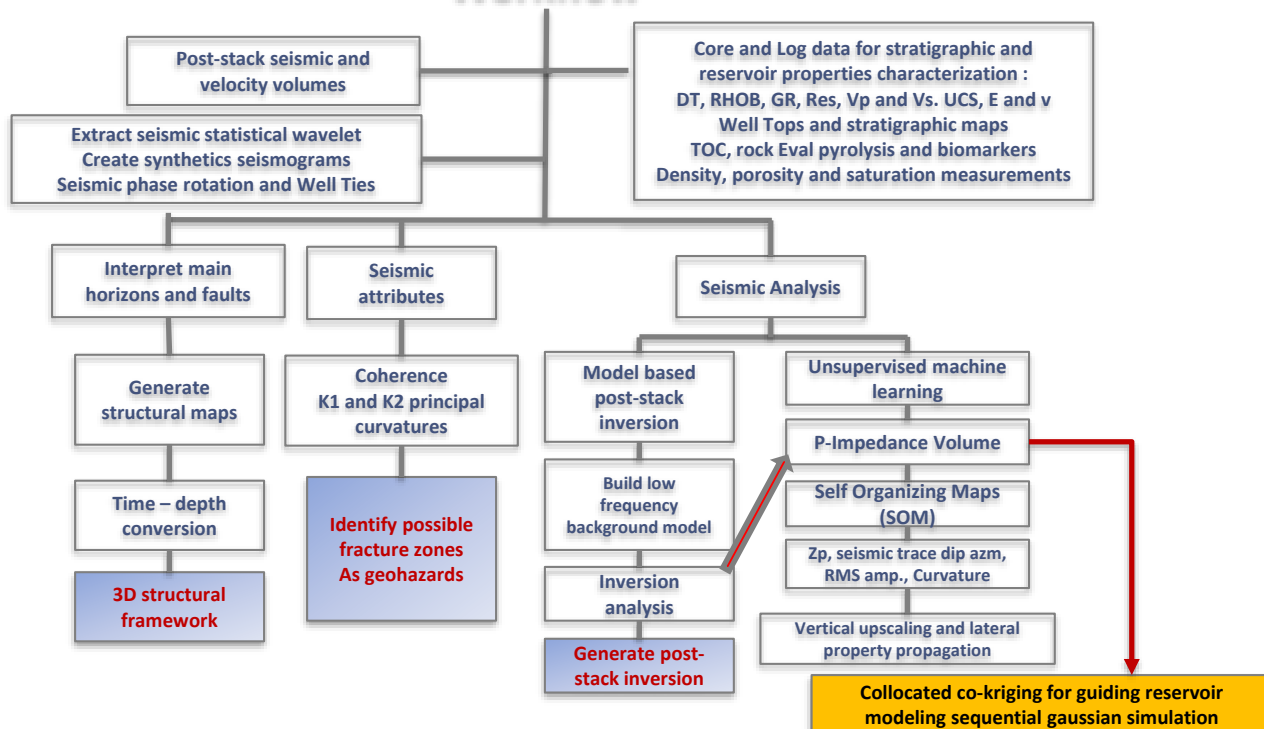 Post-stack seismic and
velocity volumes
Core and Log data for stratigraphic and
reservoir properties characterization :
DT, RHOB, GR, Res, Vp and Vs. UCS, E and v
Well Tops and stratigraphic maps
TOC, rock Eval pyrolysis and biomarkers
Density, porosity and saturation measurements
Extract seismic statistical wavelet
Create synthetics seismograms
Seismic phase rotation and Well Ties
Interpret main
horizons and faults
Generate
structural maps
Time – depth
conversion
3D structural
framework
Seismic
attributes
Coherence
K1 and K2 principal
curvatures
Identify possible
fracture zones
As geohazards
Seismic Analysis
Model based
post-stack
inversion
Build low
frequency
background model
Inversion
analysis
Generate post-
stack inversion
Unsupervised machine
learning
P-Impedance Volume
Self Organizing Maps
(SOM)
Zp, seismic trace dip azm,
RMS amp., Curvature
Vertical upscaling and lateral
property propagation
Collocated co-kriging for guiding reservoir
modeling sequential gaussian simulation